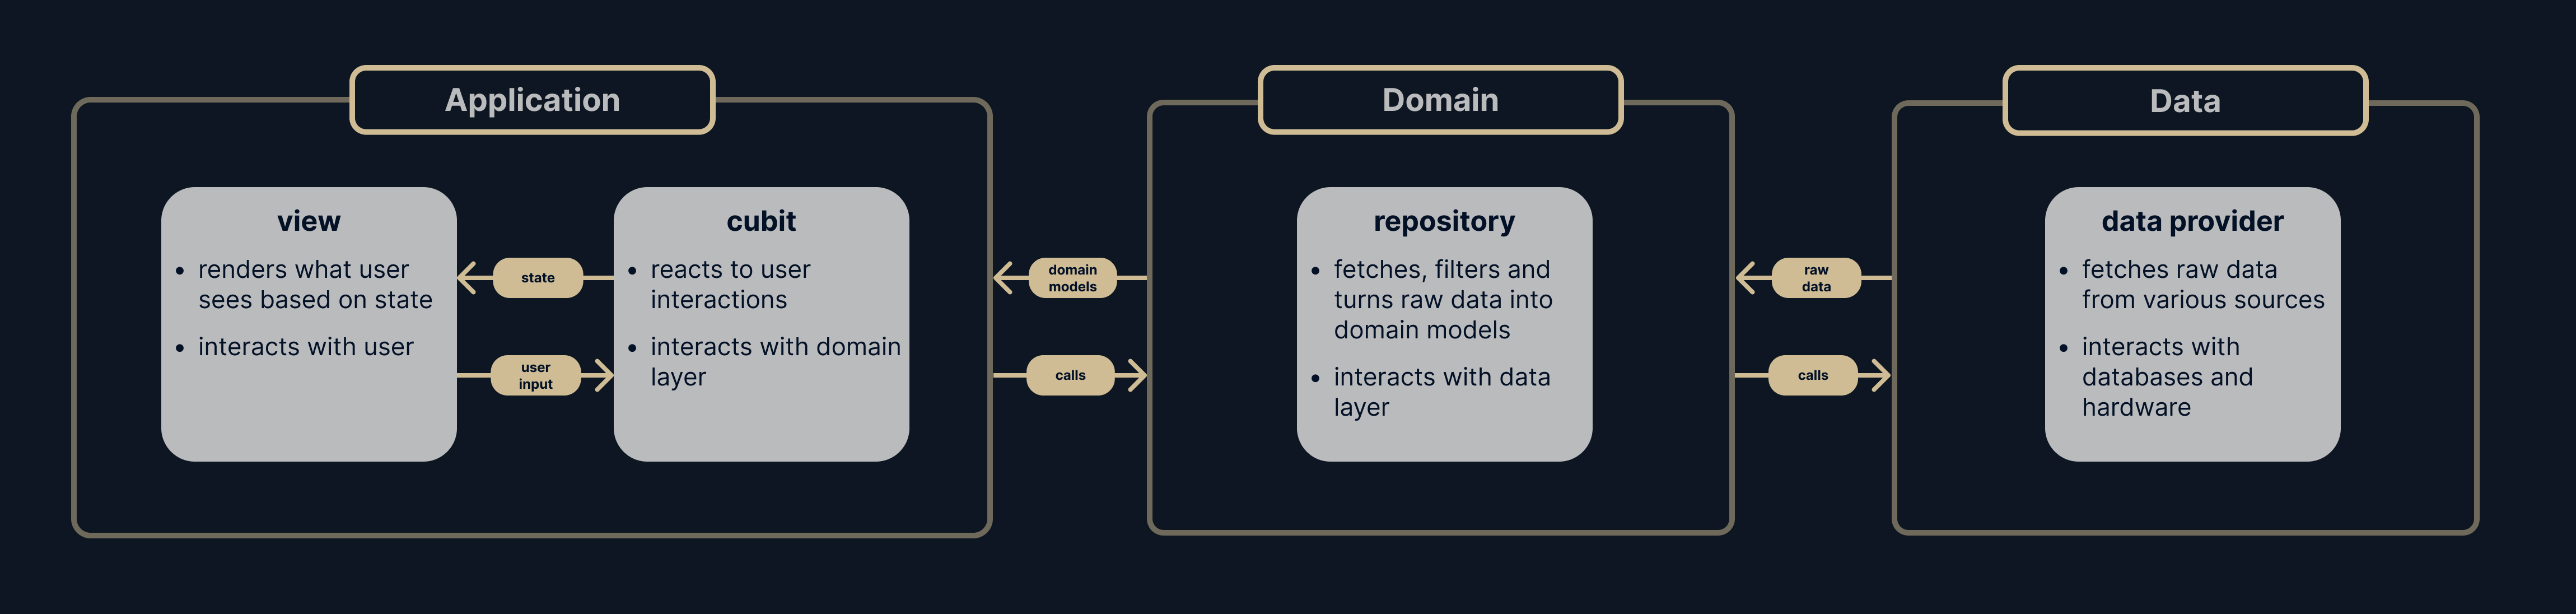 Application
view
• renders what user
sees based on state
• interacts with user
state
user
input
cubit
• reacts to user
interactions
• interacts with domain
layer
domain
models
calls
Domain
repository
• fetches, filters and
turns raw data into
domain models
• interacts with data
layer
raw
data
calls
Data
data provider
• fetches raw data
from various sources
• interacts with
databases and
hardware